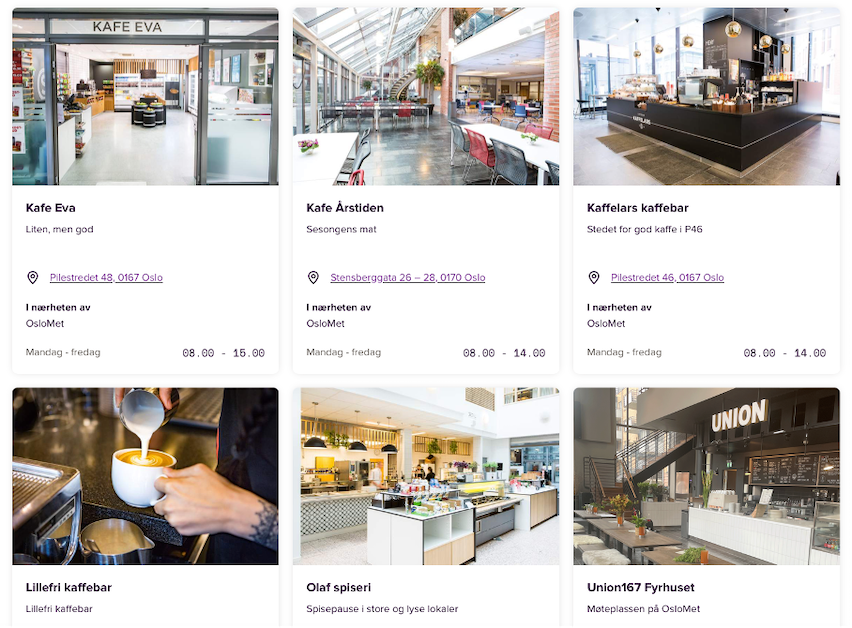 KAFE EVA
Kafe Eva
Liten, men god
Pilestredet 48, 0167 Oslo
I nærheten av
OsloMet
Mandag - fredag 08.00 - 15.00
Kafe Årstiden
Sesongens mat
Stensberggata 26 – 28, 0170 Oslo
I nærheten av
OsloMet
Mandag - fredag 08.00 - 14.00
KAFFELARS
Kaffelars kaffebar
Stedet for god kaffe i P46
Pilestredet 46, 0167 Oslo
I nærheten av
OsloMet
Mandag - fredag 08.00 - 14.00
Lillefri kaffebar
Lillefri kaffebar
Olaf spiseri
Spisepause i store og lyse lokaler
UNION
Union167 Fyrhuset
Møteplassen på OsloMet